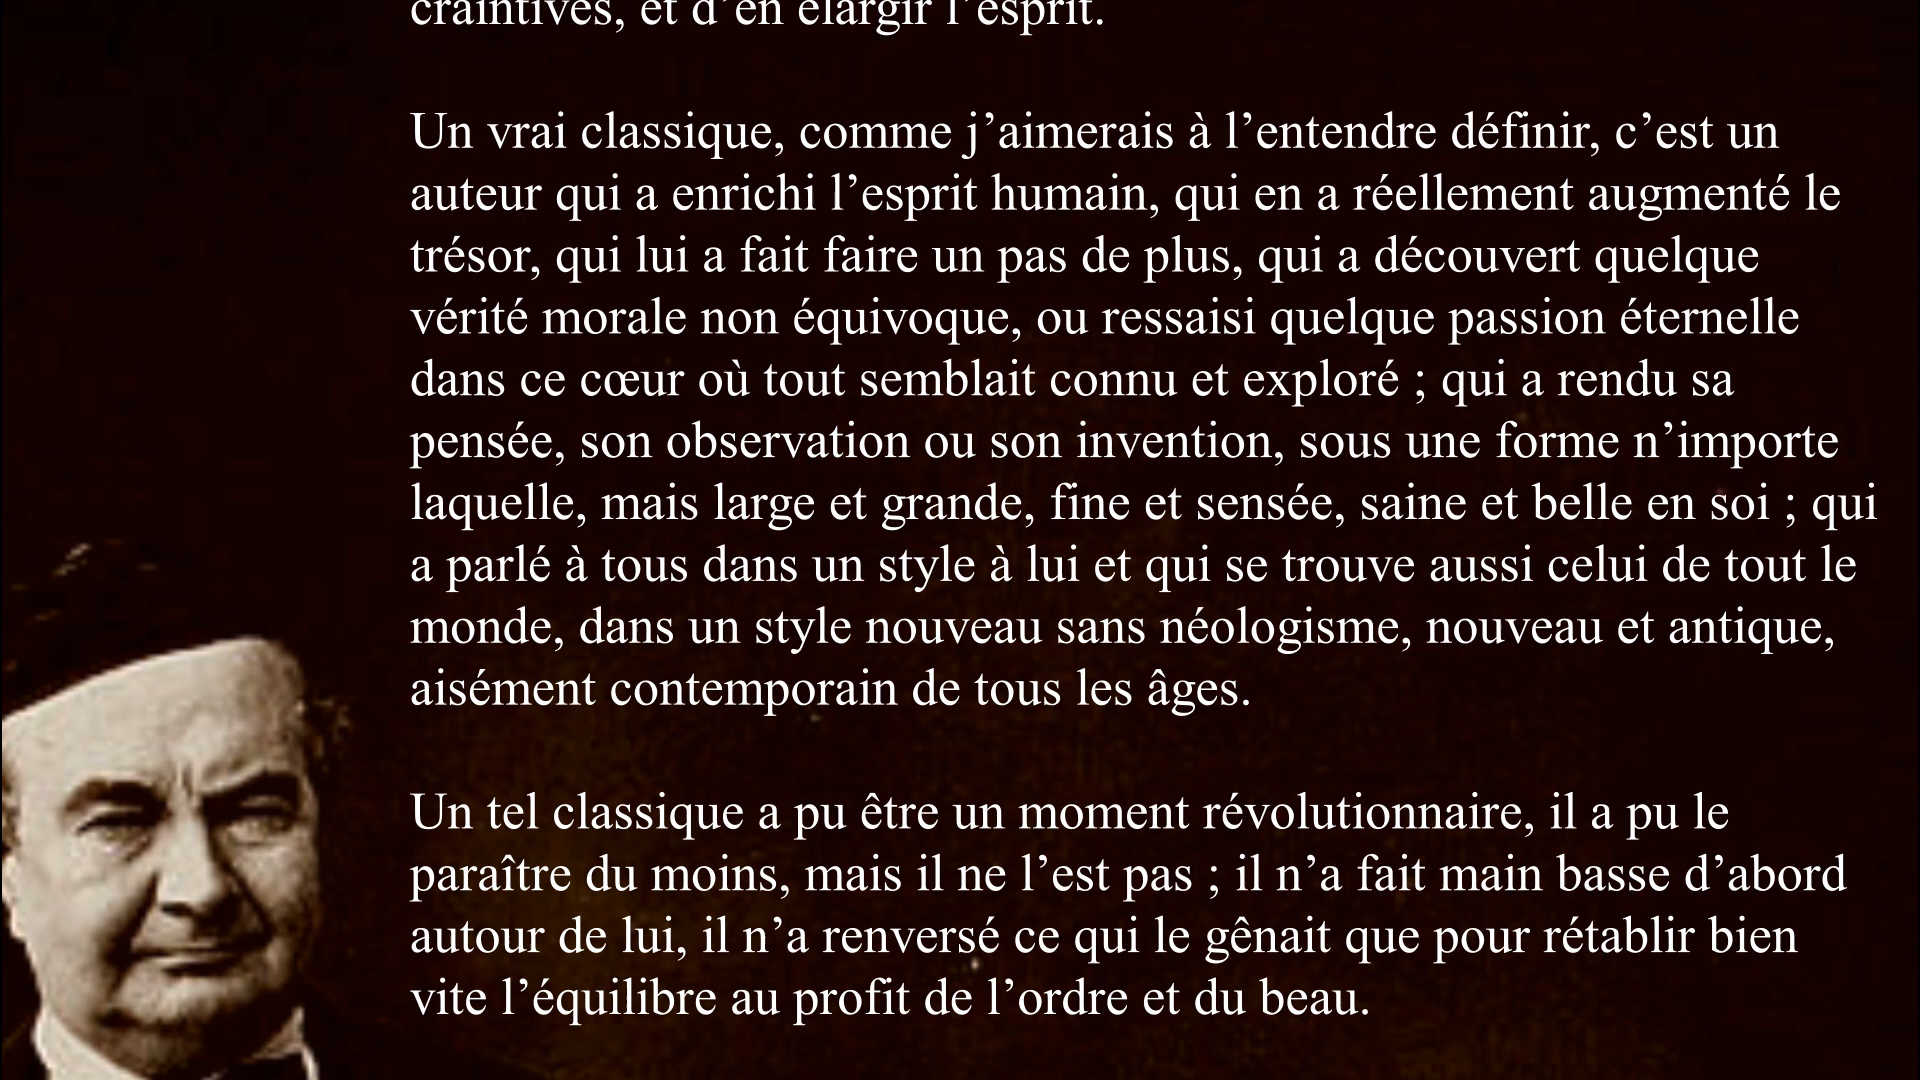 craintives, et d’en élargir l’esprit.
Un vrai classique, comme j’aimerais à l’entendre définir, c’est un
auteur qui a enrichi l’esprit humain, qui en a réellement augmenté le
trésor, qui lui a fait faire un pas de plus, qui a découvert quelque
vérité morale non équivoque, ou ressaisi quelque passion éternelle
dans ce cœur où tout semblait connu et exploré ; qui a rendu sa
pensée, son observation ou son invention, sous une forme n’importe
laquelle, mais large et grande, fine et sensée, saine et belle en soi ; qui
a parlé à tous dans un style à lui et qui se trouve aussi celui de tout le
monde, dans un style nouveau sans néologisme, nouveau et antique,
aisément contemporain de tous les âges.
Un tel classique a pu être un moment révolutionnaire, il a pu le
paraître du moins, mais il ne l’est pas ; il n’a fait main basse d’abord
autour de lui, il n’a renversé ce qui le gênait que pour rétablir bien
vite l’équilibre au profit de l’ordre et du beau.